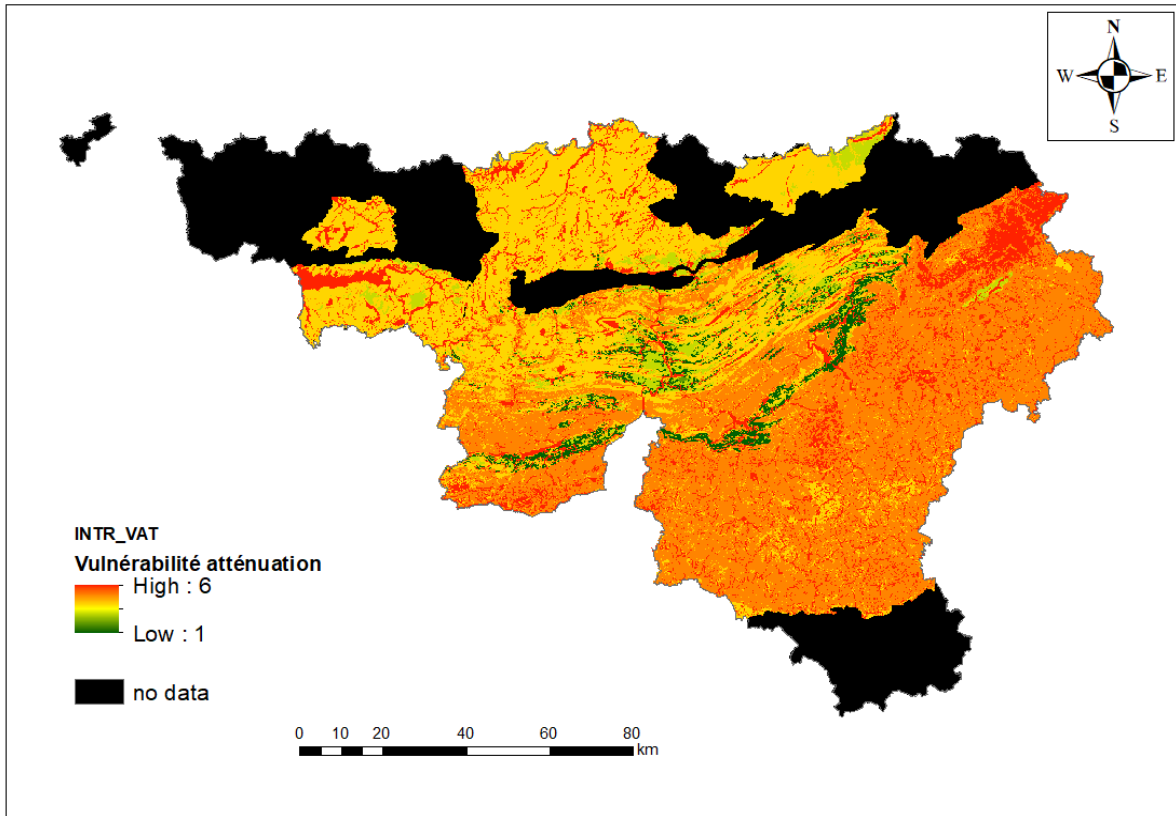 N
W E
S
INTR_VAT
Vulnérabilité atténuation
High : 6
Low : 1
no data
0 10 20 40 60 80
km